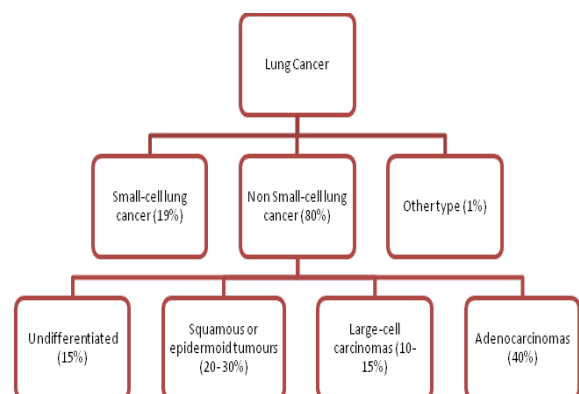 Lung Cancer
Small-cell lung
cancer (19%)
Non Small-cell lung
cancer (80%)
Other type (1%)
Undifferentiated
(15%)
Squamous or
epidermoid tumours
(20-30%)
Large-cell
carcinomas (10-
15%)
Adenocarcinomas
(40%)